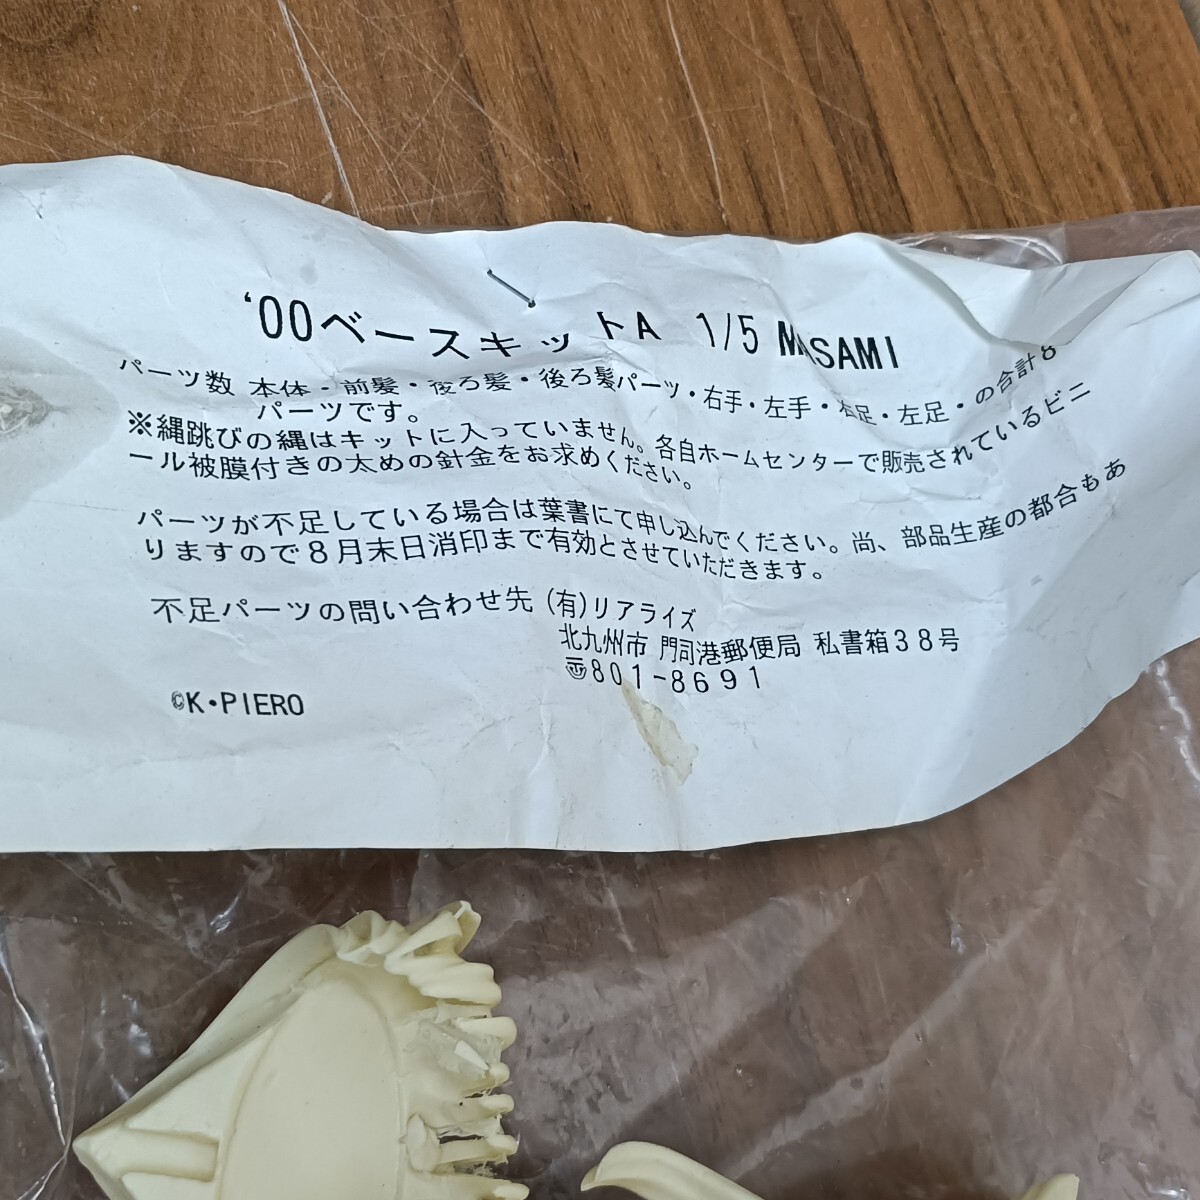 '00ベースキットA 1/5 MASAMI
パーツ数 本体・前髪・後ろ髪・後ろ髪パーツ・右手・左手・右足・左足・の合計8
パーツです。
※縄跳びの縄はキットに入っていません。各自ホームセンターで販売されているビニ
ール被膜付きの太めの針金をお求めください。
パーツが不足している場合は葉書にて申し込んでください。尚、部品生産の都合もあ
りますので8月末日消印まで有効とさせていただきます。
不足パーツの問い合わせ先 (有)リアライズ
北九州市 門司港郵便局 私書箱38号
〠801-8691
©K・PIERO